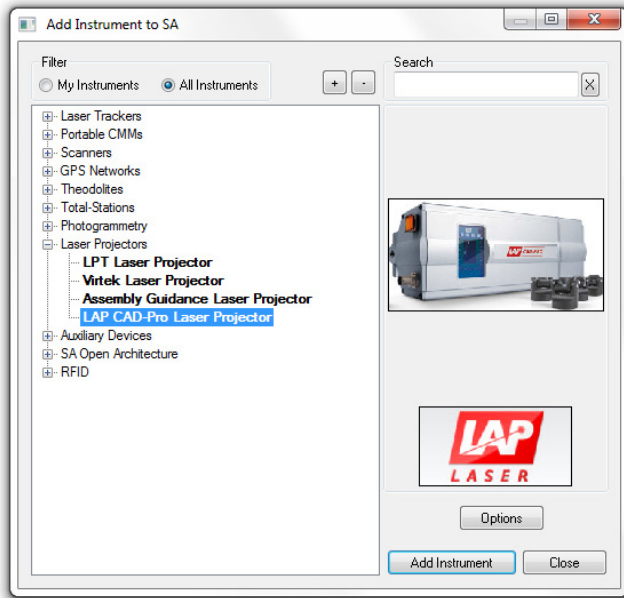 Add Instrument to SA
Filter
My Instruments
All Instruments
+
-
Search
X
Laser Trackers
Portable CMMs
Scanners
GPS Networks
Theodolites
Total-Stations
Photogrammetry
Laser Projectors
LPT Laser Projector
Virtek Laser Projector
Assembly Guidance Laser Projector
LAP CAD-Pro Laser Projector
Auxiliary Devices
SA Open Architecture
RFID
LAP CAD-PRO
LAP
LASER
Options
Add Instrument
Close